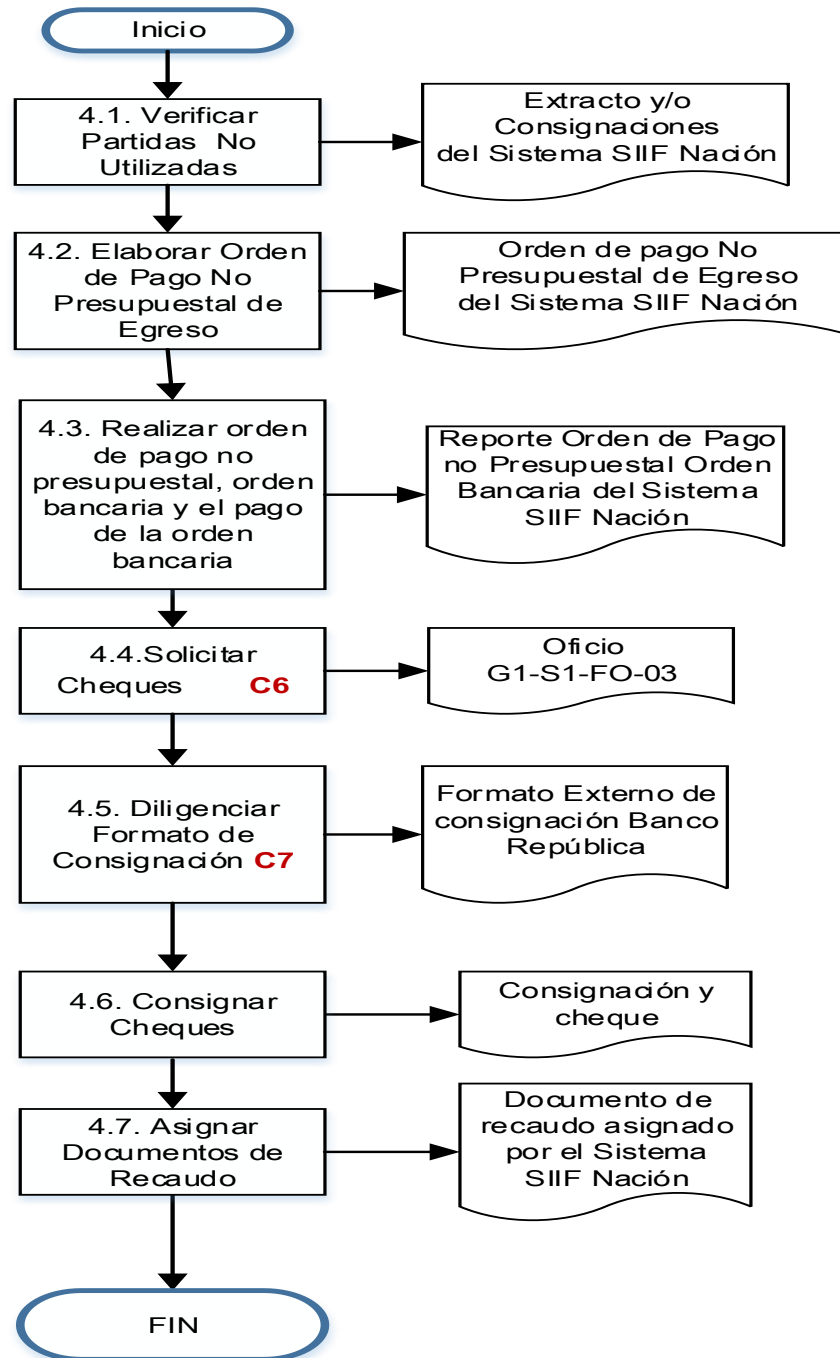 Inicio
4.1. Verificar
Partidas No
Utilizadas
Extracto y/o
Consignaciones
del Sistema SIIF Nación
4.2. Elaborar Orden
de Pago No
Presupuestal de
Egreso
Orden de pago No
Presupuestal de Egreso
del Sistema SIIF Nación
4.3. Realizar orden
de pago no
presupuestal, orden
bancaria y el pago
de la orden
bancaria
Reporte Orden de Pago
no Presupuestal Orden
Bancaria del Sistema
SIIF Nación
4.4.Solicitar
Cheques C6
Oficio
G1-S1-FO-03
4.5. Diligenciar
Formato de
Consignación C7
Formato Externo de
consignación Banco
República
4.6. Consignar
Cheques
Consignación y
cheque
4.7. Asignar
Documentos de
Recaudo
Documento de
recaudo asignado
por el Sistema
SIIF Nación
FIN